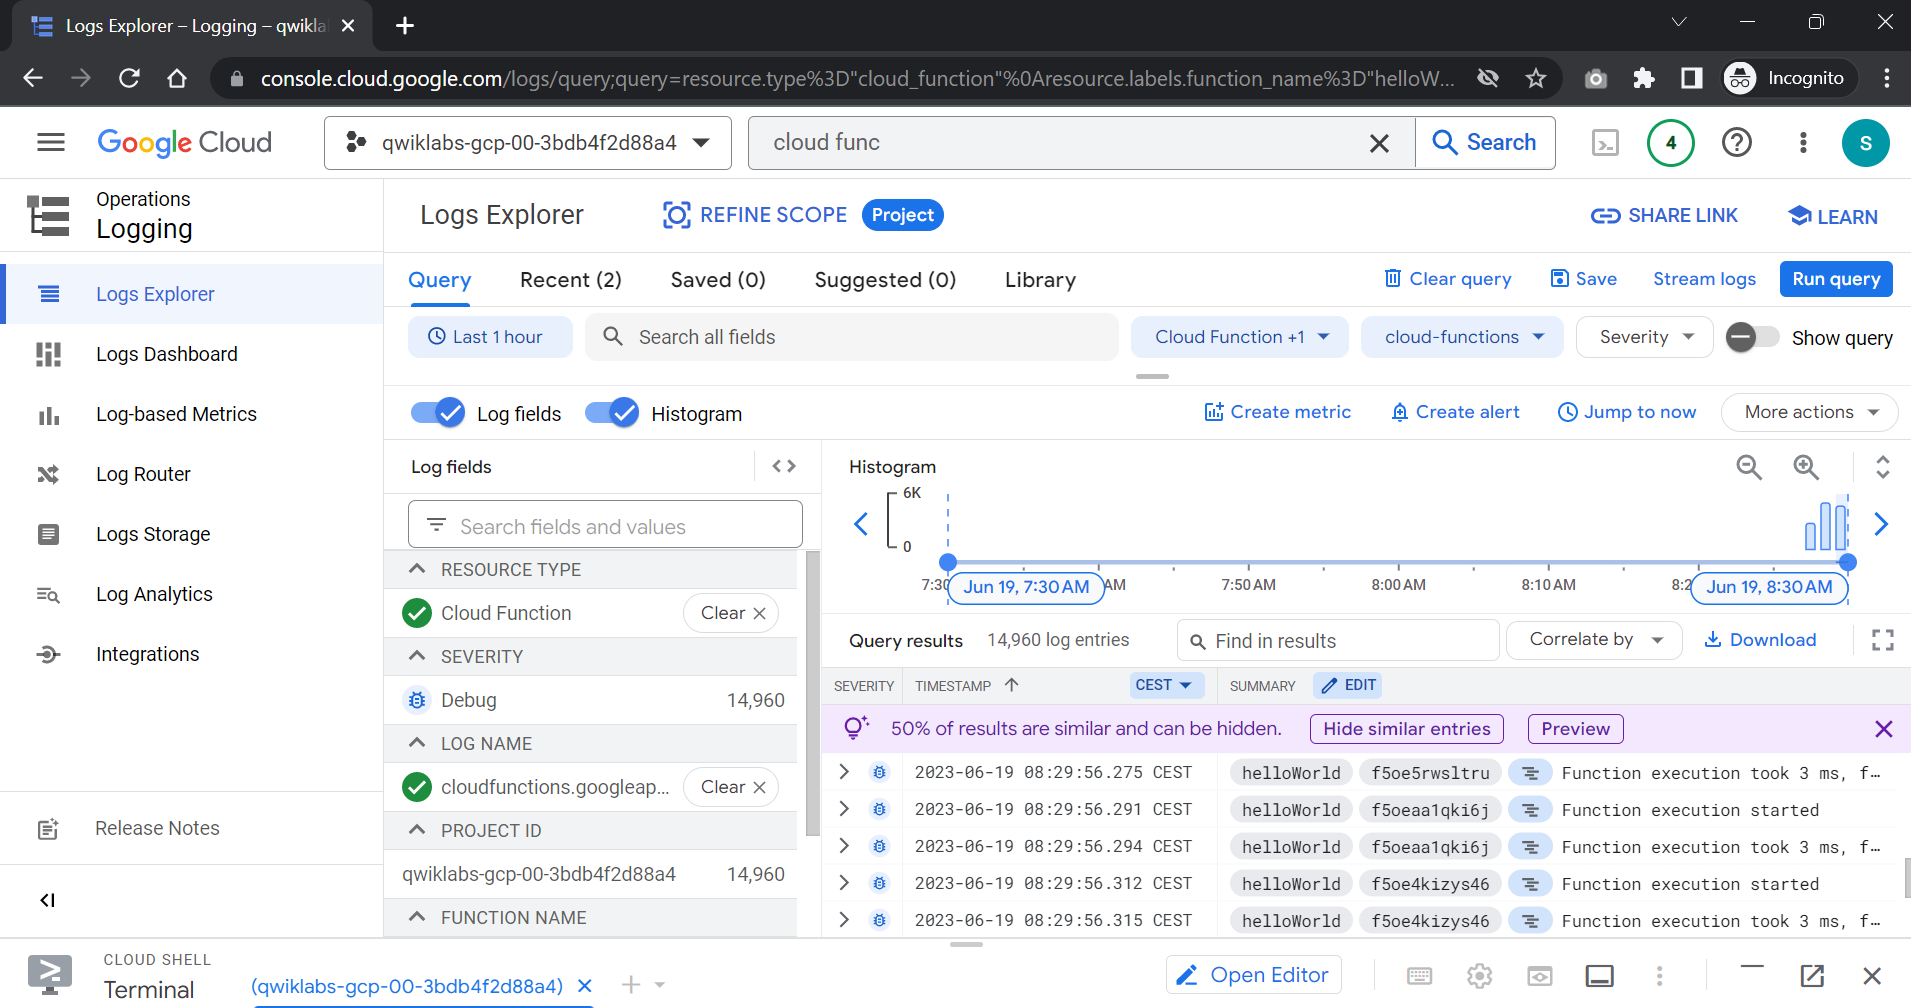 Logs Explorer – Logging – qwikla
console.cloud.google.com/logs/query;query=resource.type%3D"cloud_function"%0Aresource.labels.function_name%3D"helloW...
Incognito
Google Cloud
qwiklabs-gcp-00-3bdb4f2d88a4
cloud func
Search
4
S
Operations
Logging
Logs Explorer
REFINE SCOPE
Project
SHARE LINK
LEARN
Logs Explorer
Logs Dashboard
Log-based Metrics
Log Router
Logs Storage
Log Analytics
Integrations
Release Notes
Query
Recent (2)
Saved (0)
Suggested (0)
Library
Clear query
Save
Stream logs
Run query
Last 1 hour
Search all fields
Cloud Function +1
cloud-functions
Severity
Show query
Log fields
Histogram
Create metric
Create alert
Jump to now
More actions
Log fields
Search fields and values
RESOURCE TYPE
Cloud Function
Clear
SEVERITY
Debug
14,960
LOG NAME
cloudfunctions.googleap...
Clear
PROJECT ID
qwiklabs-gcp-00-3bdb4f2d88a4
14,960
FUNCTION NAME
Histogram
6K
0
7:30
Jun 19, 7:30 AM
AM
7:50 AM
8:00 AM
8:10 AM
8:2
Jun 19, 8:30 AM
Query results
14,960 log entries
Find in results
Correlate by
Download
SEVERITY
TIMESTAMP
CEST
SUMMARY
EDIT
50% of results are similar and can be hidden.
Hide similar entries
Preview
2023-06-19 08:29:56.275 CEST helloWorld f5oe5rwsltru Function execution took 3 ms, f…
2023-06-19 08:29:56.291 CEST helloWorld f5oeaa1qki6j Function execution started
2023-06-19 08:29:56.294 CEST helloWorld f5oeaa1qki6j Function execution took 3 ms, f…
2023-06-19 08:29:56.312 CEST helloWorld f5oe4kizys46 Function execution started
2023-06-19 08:29:56.315 CEST helloWorld f5oe4kizys46 Function execution took 3 ms, f…
CLOUD SHELL
Terminal
(qwiklabs-gcp-00-3bdb4f2d88a4)
Open Editor